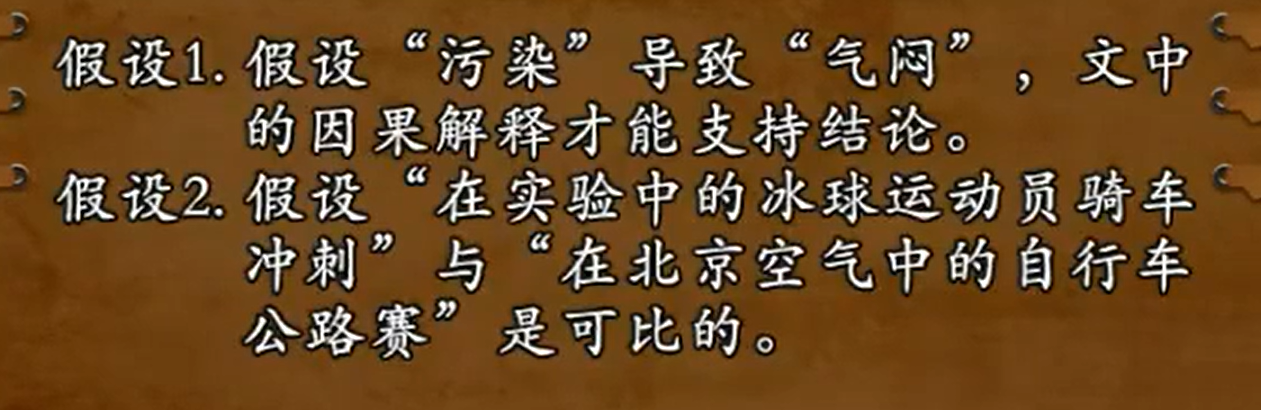 假设1. 假设“污染”导致“气闷”，文中
的因果解释才能支持结论。
假设2. 假设“在实验中的冰球运动员骑车
冲刺”与“在北京空气中的自行车
公路赛”是可比的。